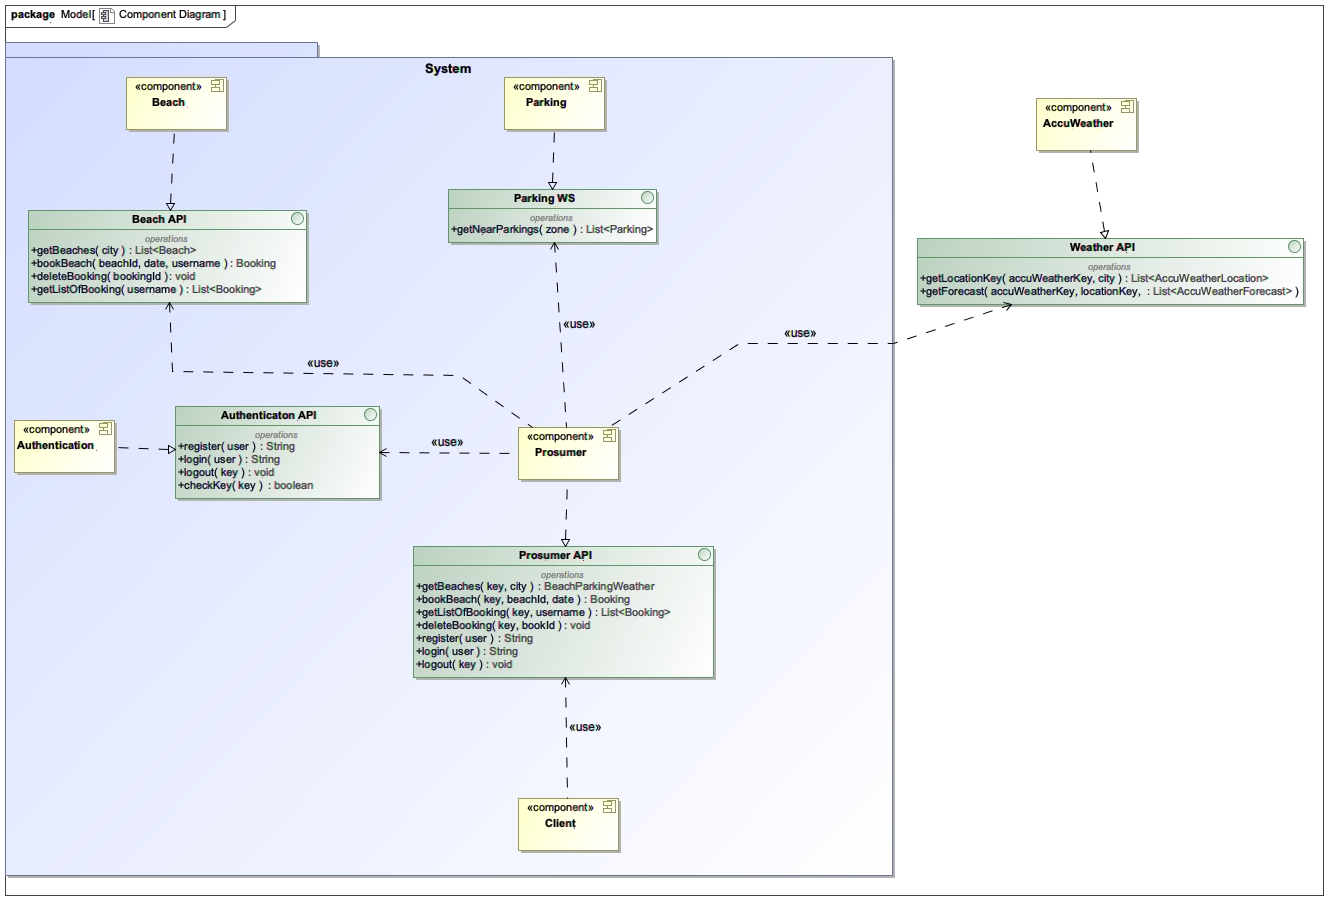 package Model[ Component Diagram ]
System
«component»
Beach
«component»
Parking
«component»
AccuWeather
Parking WS
operations
+getNearParkings( zone ) : List<Parking>
Beach API
operations
+getBeaches( city ) : List<Beach>
+bookBeach( beachId, date, username ) : Booking
+deleteBooking( bookingId ) : void
+getListOfBooking( username ) : List<Booking>
Weather API
operations
+getLocationKey( accuWeatherKey, city ) : List<AccuWeatherLocation>
+getForecast( accuWeatherKey, locationKey,  : List<AccuWeatherForecast> )
«use»
«use»
«use»
«component»
Authentication
Authenticaton API
operations
+register( user ) : String
+login( user ) : String
+logout( key ) : void
+checkKey( key ) : boolean
«use»
«component»
Prosumer
Prosumer API
operations
+getBeaches( key, city ) : BeachParkingWeather
+bookBeach( key, beachId, date ) : Booking
+getListOfBooking( key, username ) : List<Booking>
+deleteBooking( key, bookId ) : void
+register( user ) : String
+login( user ) : String
+logout( key ) : void
«use»
«component»
Client